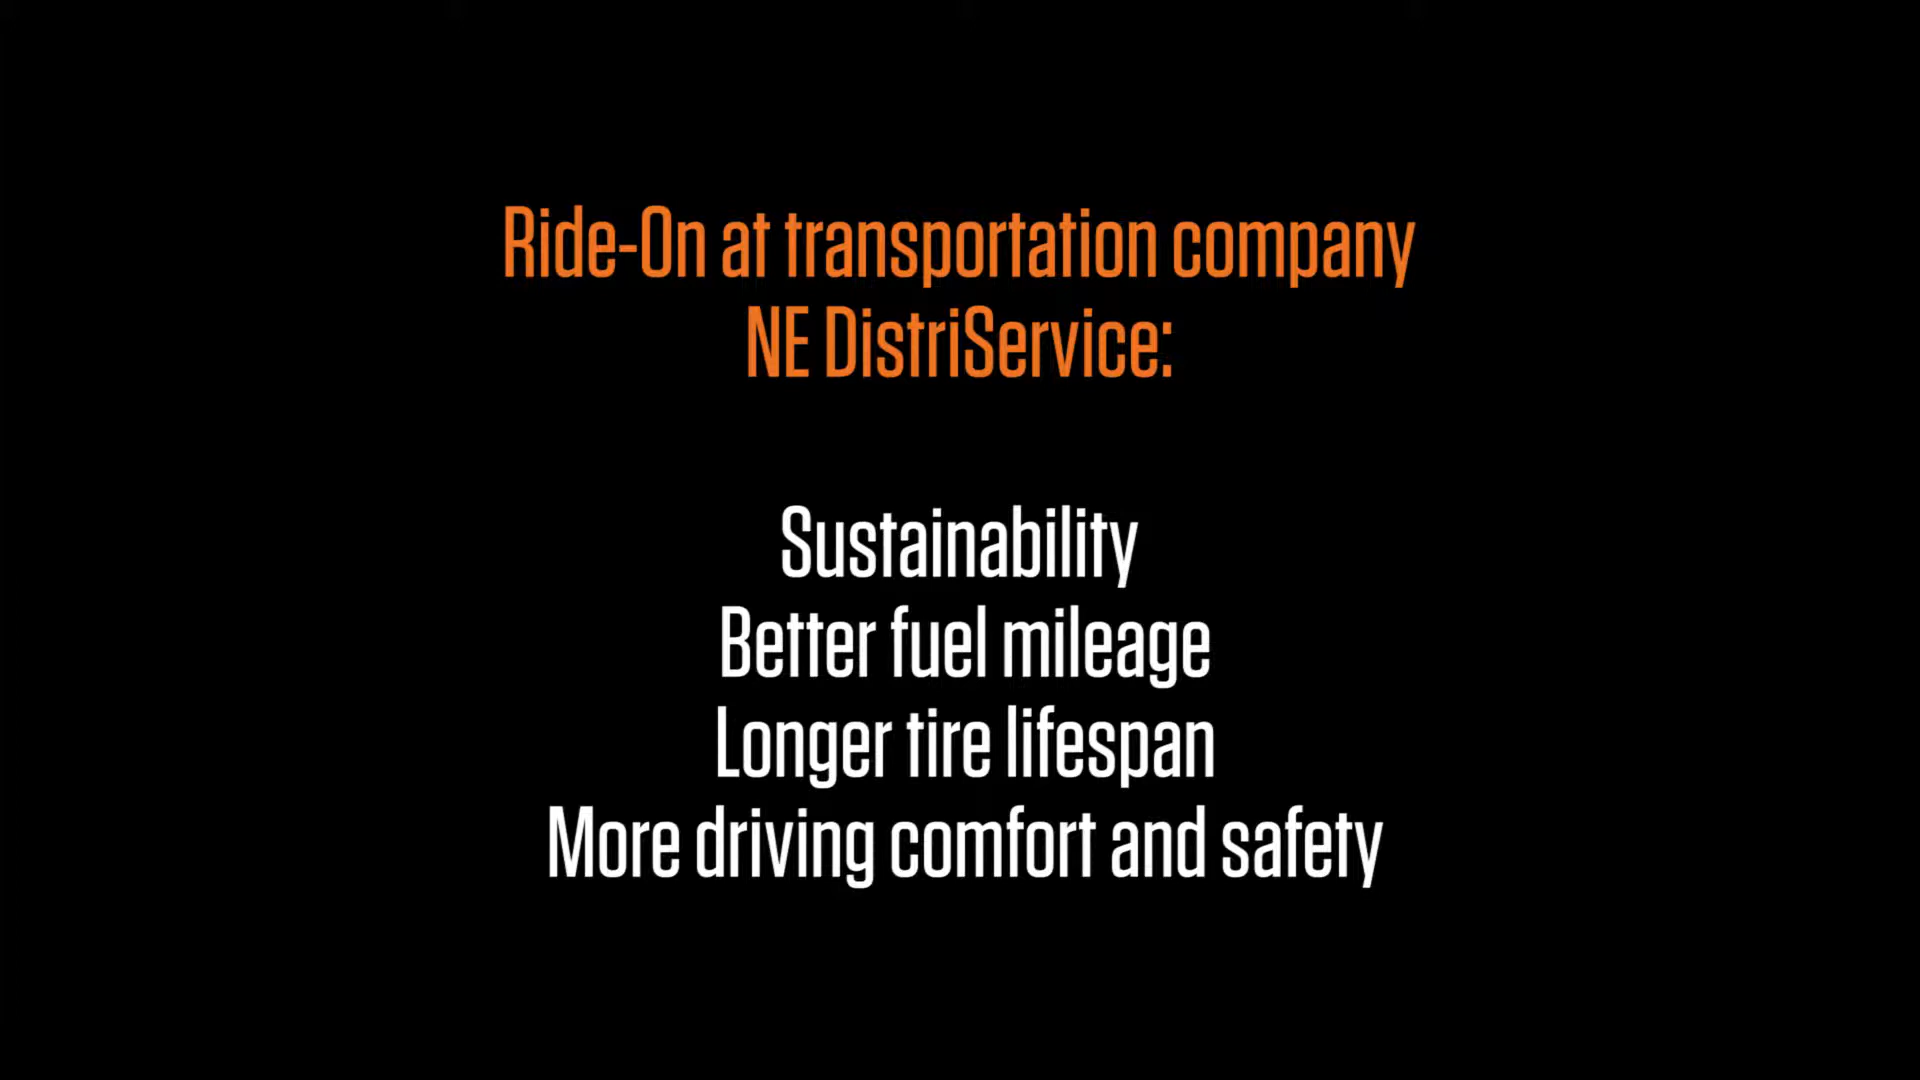 Ride-On at transportation company
NE DistriService:
Sustainability
Better fuel mileage
Longer tire lifespan
More driving comfort and safety